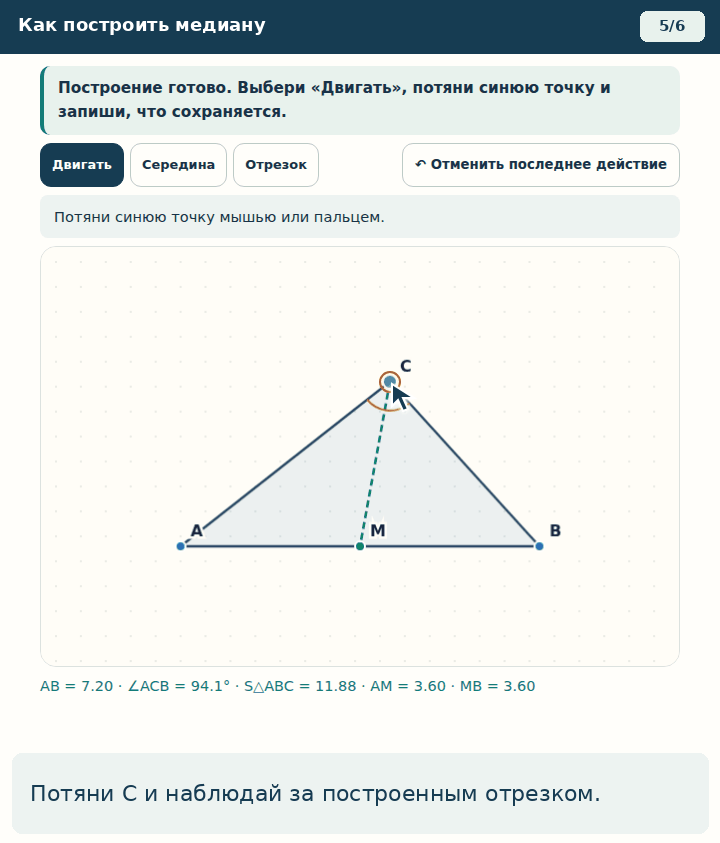 Как построить медиану
5/6
Построение готово. Выбери «Двигать», потяни синюю точку и
запиши, что сохраняется.
Двигать
Середина
Отрезок
↶ Отменить последнее действие
Потяни синюю точку мышью или пальцем.
C
A
M
B
AB = 7.20 · ∠ACB = 94.1° · S△ABC = 11.88 · AM = 3.60 · MB = 3.60
Потяни C и наблюдай за построенным отрезком.